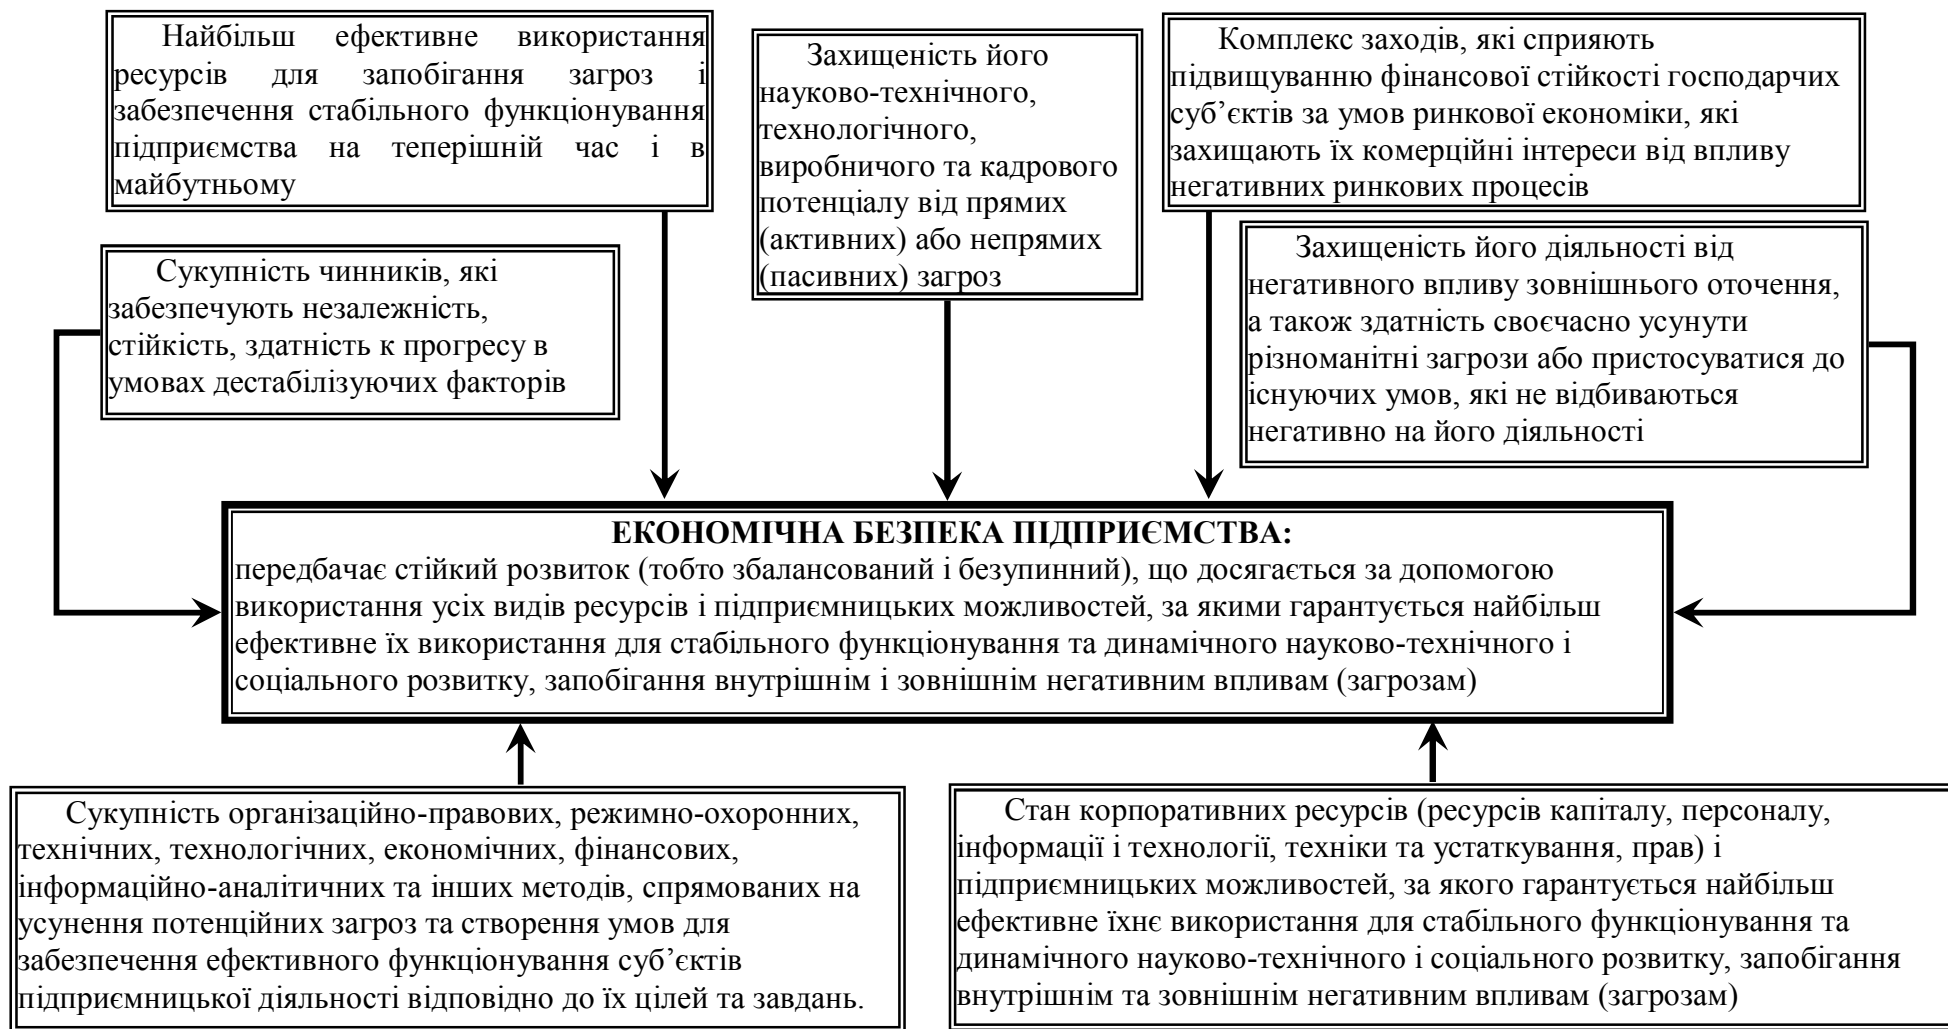 Найбільш ефективне використання
ресурсів для запобігання загроз і
забезпечення стабільного функціонування
підприємства на теперішній час і в
майбутньому
Захищеність його
науково-технічного,
технологічного,
виробничого та кадрового
потенціалу від прямих
(активних) або непрямих
(пасивних) загроз
Комплекс заходів, які сприяють
підвищуванню фінансової стійкості господарчих
суб’єктів за умов ринкової економіки, які
захищають їх комерційні інтереси від впливу
негативних ринкових процесів
Сукупність чинників, які
забезпечують незалежність,
стійкість, здатність к прогресу в
умовах дестабілізуючих факторів
Захищеність його діяльності від
негативного впливу зовнішнього оточення,
а також здатність своєчасно усунути
різноманітні загрози або пристосуватися до
існуючих умов, які не відбиваються
негативно на його діяльності
ЕКОНОМІЧНА БЕЗПЕКА ПІДПРИЄМСТВА:
передбачає стійкий розвиток (тобто збалансований і безупинний), що досягається за допомогою
використання усіх видів ресурсів і підприємницьких можливостей, за якими гарантується найбільш
ефективне їх використання для стабільного функціонування та динамічного науково-технічного і
соціального розвитку, запобігання внутрішнім і зовнішнім негативним впливам (загрозам)
Сукупність організаційно-правових, режимно-охоронних,
технічних, технологічних, економічних, фінансових,
інформаційно-аналітичних та інших методів, спрямованих на
усунення потенційних загроз та створення умов для
забезпечення ефективного функціонування суб’єктів
підприємницької діяльності відповідно до їх цілей та завдань.
Стан корпоративних ресурсів (ресурсів капіталу, персоналу,
інформації і технології, техніки та устаткування, прав) і
підприємницьких можливостей, за якого гарантується найбільш
ефективне їхнє використання для стабільного функціонування та
динамічного науково-технічного і соціального розвитку, запобігання
внутрішнім та зовнішнім негативним впливам (загрозам)